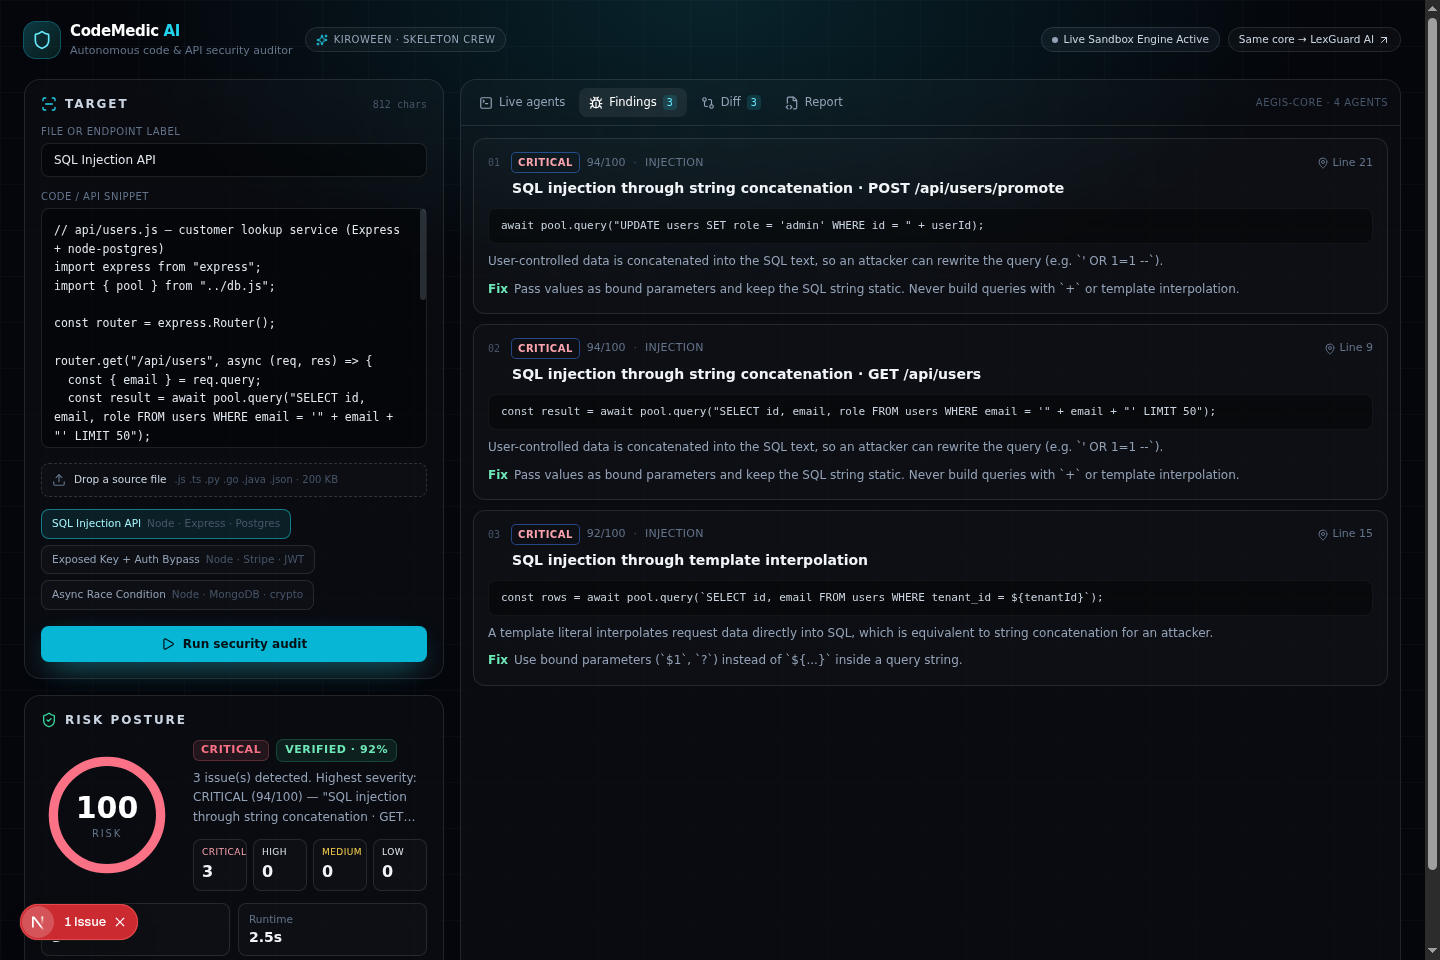 CodeMedic AI
Autonomous code & API security auditor
KIROWEEN · SKELETON CREW
Live Sandbox Engine Active
Same core → LexGuard AI
TARGET
812 chars
FILE OR ENDPOINT LABEL
SQL Injection API
CODE / API SNIPPET
// api/users.js — customer lookup service (Express
+ node-postgres)
import express from "express";
import { pool } from "../db.js";
const router = express.Router();
router.get("/api/users", async (req, res) => {
const { email } = req.query;
const result = await pool.query("SELECT id,
email, role FROM users WHERE email = '" + email +
"' LIMIT 50");
Drop a source file .js .ts .py .go .java .json · 200 KB
SQL Injection API Node · Express · Postgres
Exposed Key + Auth Bypass Node · Stripe · JWT
Async Race Condition Node · MongoDB · crypto
Run security audit
RISK POSTURE
100
RISK
CRITICAL
VERIFIED · 92%
3 issue(s) detected. Highest severity:
CRITICAL (94/100) — "SQL injection
through string concatenation · GET…
CRITICAL
3
HIGH
0
MEDIUM
0
LOW
0
Runtime
2.5s
N
1 Issue
Live agents
Findings 3
Diff 3
Report
AEGIS-CORE · 4 AGENTS
01 CRITICAL 94/100 · INJECTION
Line 21
SQL injection through string concatenation · POST /api/users/promote
await pool.query("UPDATE users SET role = 'admin' WHERE id = " + userId);
User-controlled data is concatenated into the SQL text, so an attacker can rewrite the query (e.g. `' OR 1=1 --`).
Fix Pass values as bound parameters and keep the SQL string static. Never build queries with `+` or template interpolation.
02 CRITICAL 94/100 · INJECTION
Line 9
SQL injection through string concatenation · GET /api/users
const result = await pool.query("SELECT id, email, role FROM users WHERE email = '" + email + "' LIMIT 50");
User-controlled data is concatenated into the SQL text, so an attacker can rewrite the query (e.g. `' OR 1=1 --`).
Fix Pass values as bound parameters and keep the SQL string static. Never build queries with `+` or template interpolation.
03 CRITICAL 92/100 · INJECTION
Line 15
SQL injection through template interpolation
const rows = await pool.query(`SELECT id, email FROM users WHERE tenant_id = ${tenantId}`);
A template literal interpolates request data directly into SQL, which is equivalent to string concatenation for an attacker.
Fix Use bound parameters (`$1`, `?`) instead of `${…}` inside a query string.